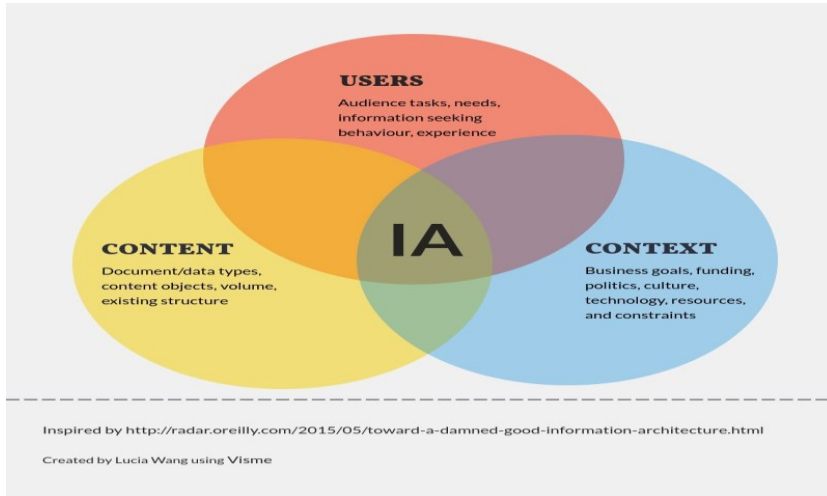 USERS
Audience tasks, needs,
information seeking
behaviour, experience
IA
CONTENT
Document/data types,
content objects, volume,
existing structure
CONTEXT
Business goals, funding,
politics, culture,
technology, resources,
and constraints
Inspired by http://radar.oreilly.com/2015/05/toward-a-damned-good-information-architecture.html
Created by Lucia Wang using Visme